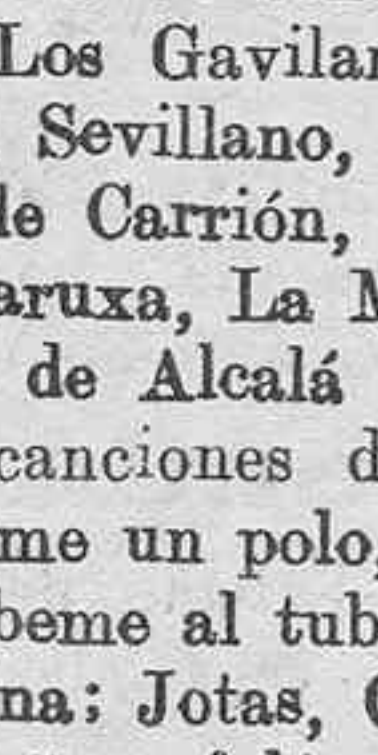 Los Gavilan
Sevillano,
de Carrión,
aruxa, La M
de Alcalá
canciones d
me un polo,
beme al tub
na; Jotas,